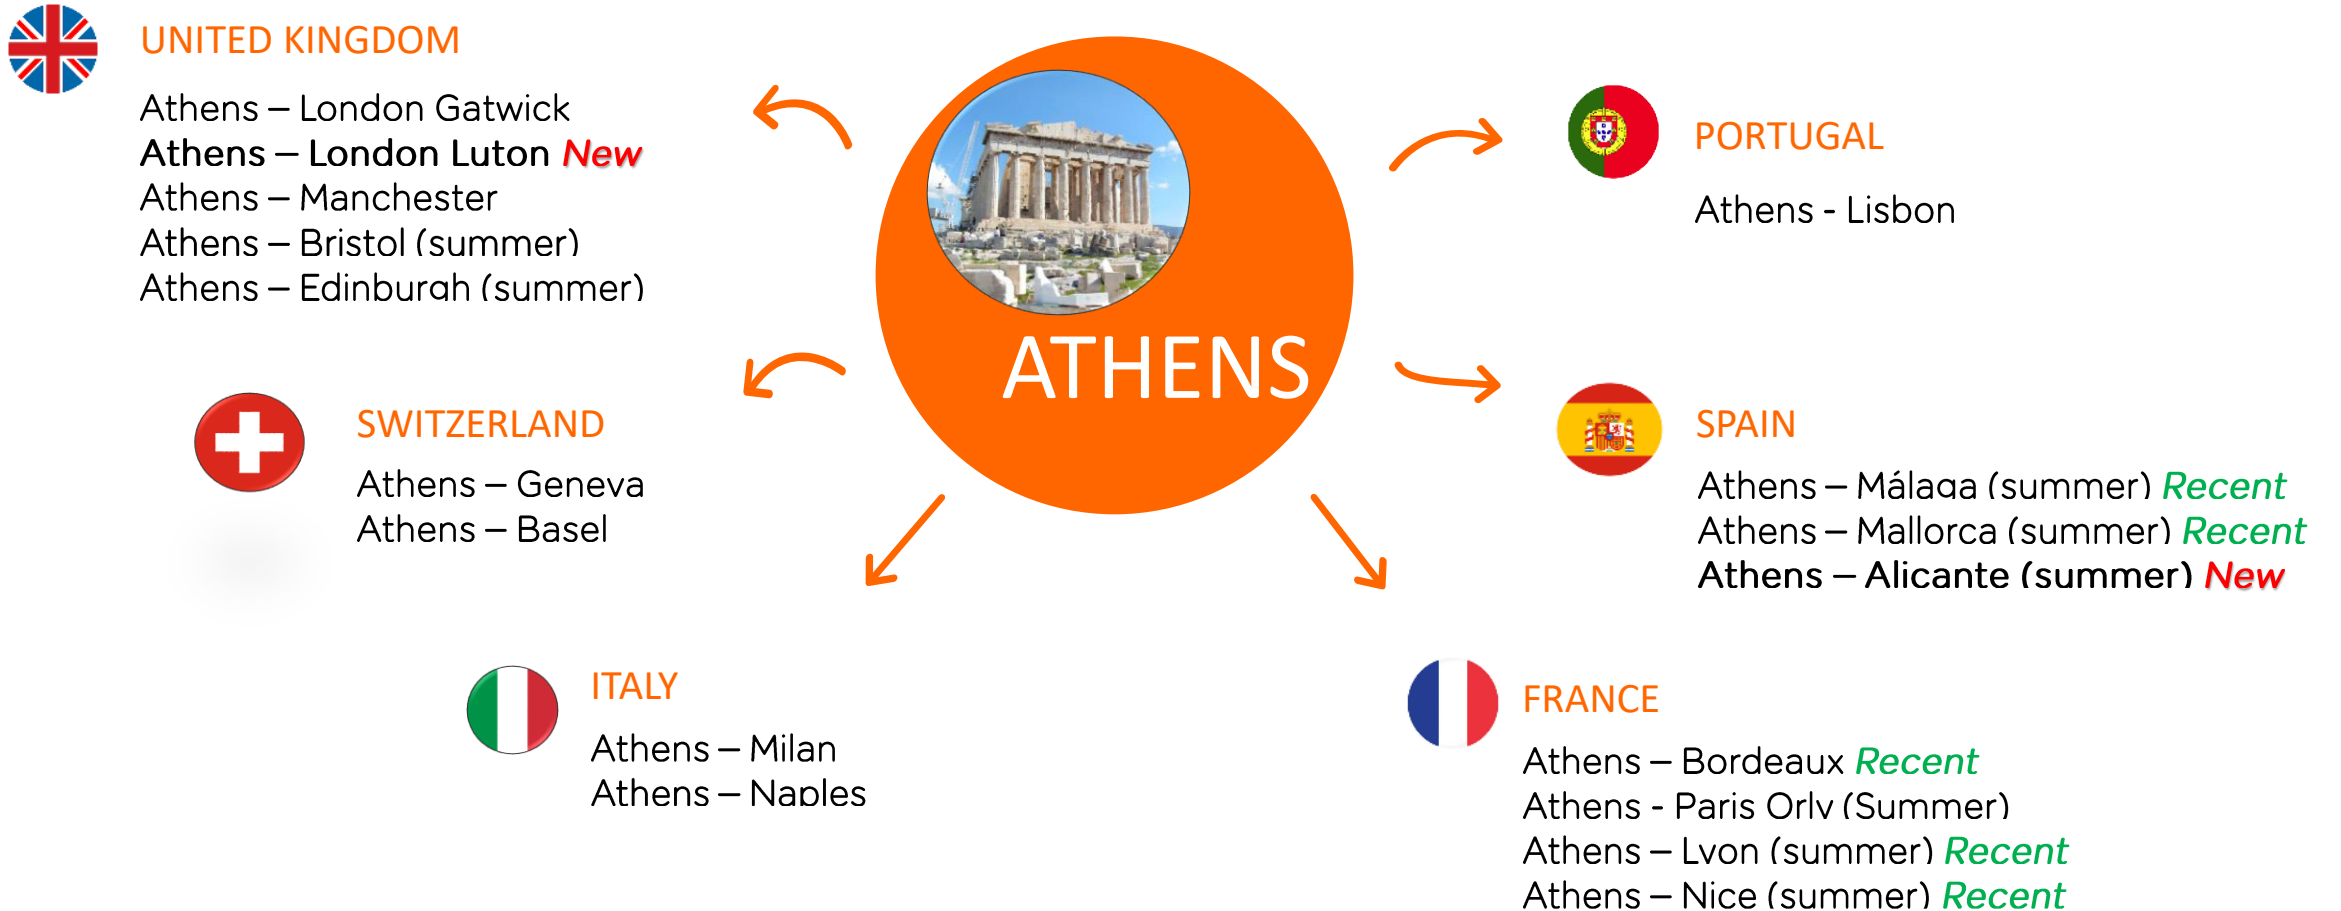 UNITED KINGDOM
Athens – London Gatwick
Athens – London Luton New
Athens – Manchester
Athens – Bristol (summer)
Athens – Edinburgh (summer)
SWITZERLAND
Athens – Geneva
Athens – Basel
ITALY
Athens – Milan
Athens – Naples
ATHENS
PORTUGAL
Athens - Lisbon
SPAIN
Athens – Málaga (summer) Recent
Athens – Mallorca (summer) Recent
Athens – Alicante (summer) New
FRANCE
Athens – Bordeaux Recent
Athens - Paris Orly (Summer)
Athens – Lyon (summer) Recent
Athens – Nice (summer) Recent